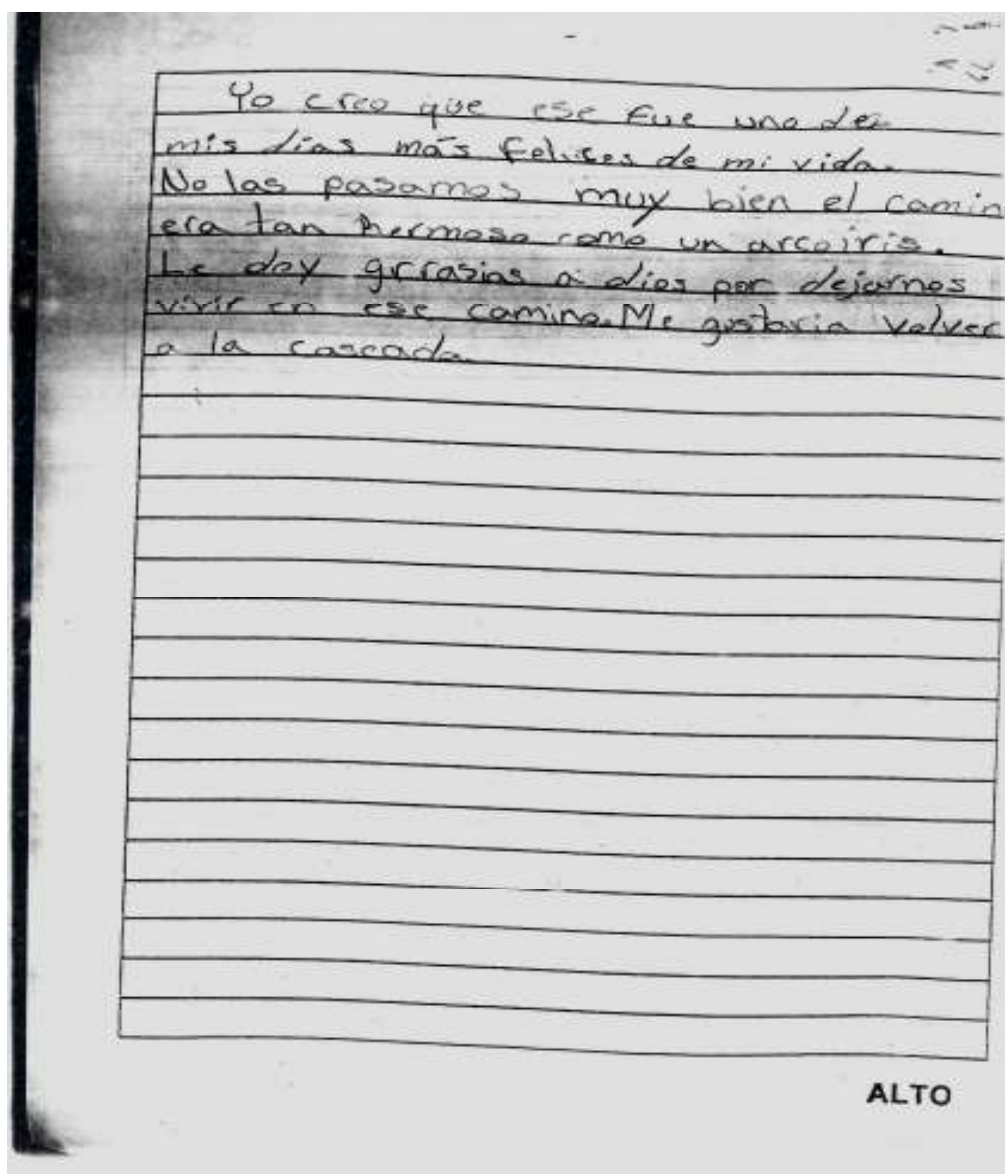 Yo creo que ese fue uno de
mis días más felises de mi vida.
No las pasamos muy bien el camin
era tan hermoso como un arcoiris.
Le doy grrasias a dios por dejarnos
vivir en ese camino. Me gustaria volver
a la cascada
ALTO